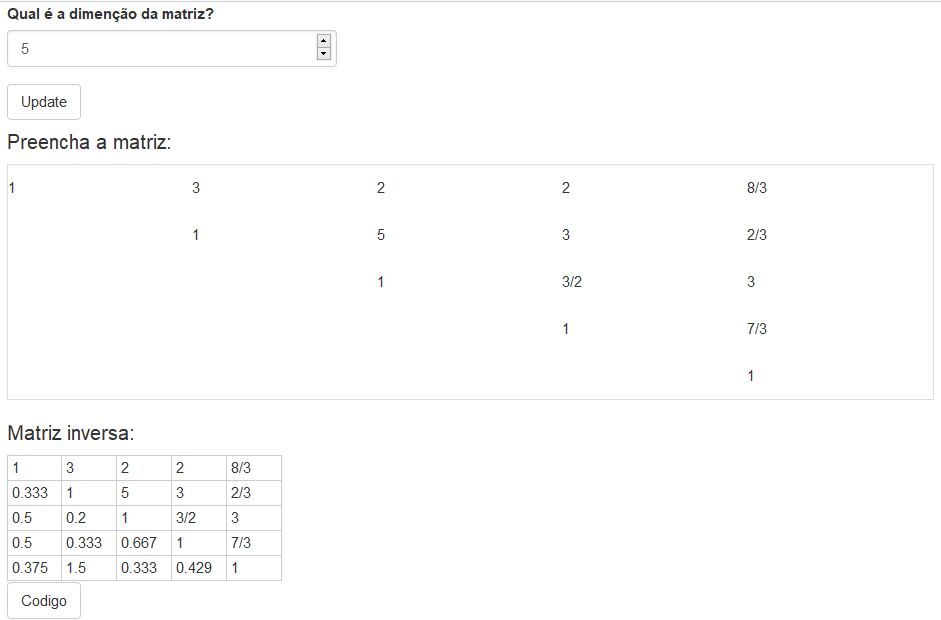 Qual é a dimenção da matriz?
5
Update
Preencha a matriz:
1 3 2 2 8/3
1 5 3 2/3
1 3/2 3
1 7/3
1
Matriz inversa:
1 3 2 2 8/3
0.333 1 5 3 2/3
0.5 0.2 1 3/2 3
0.5 0.333 0.667 1 7/3
0.375 1.5 0.333 0.429 1
Codigo